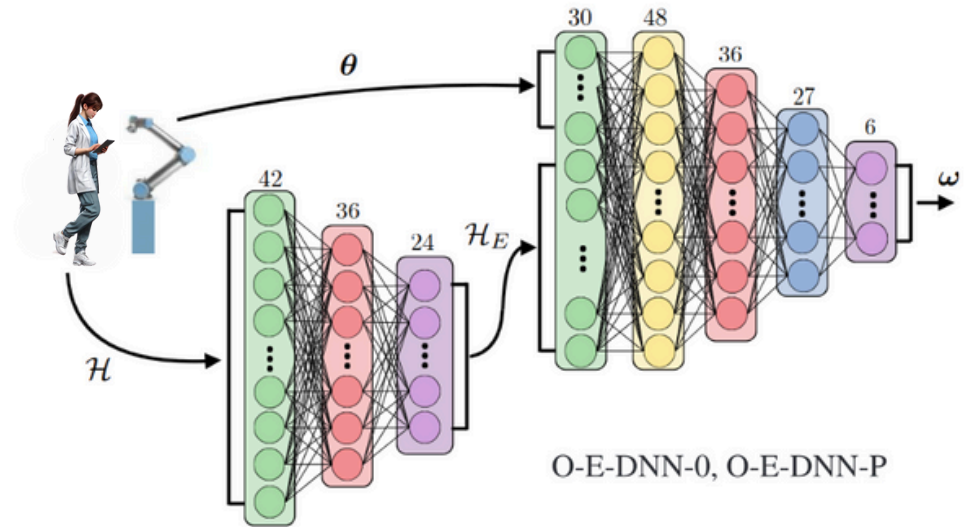 30
48
36
27
6
θ
ω
42
36
24
ℋ_E
ℋ
O-E-DNN-0, O-E-DNN-P